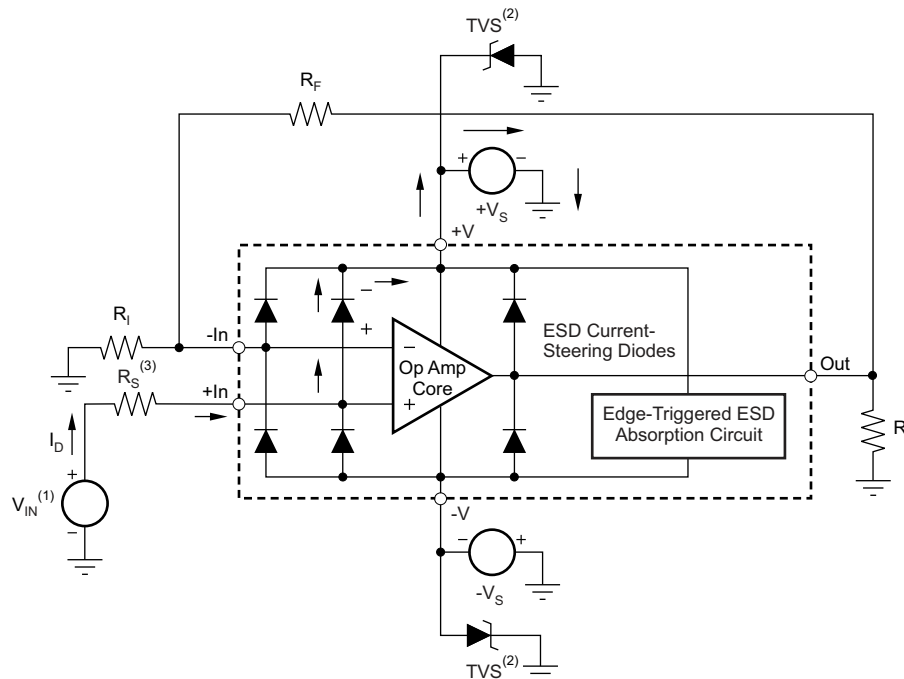 TVS(2)
RF
+ −
+VS
+V
−
+
RI
-In
−
ESD Current-
Steering Diodes
Op Amp
Core
Out
RS(3)
+In
+
Edge-Triggered ESD
Absorption Circuit
R
ID
+
VIN(1)
−
-V
− +
-VS
TVS(2)